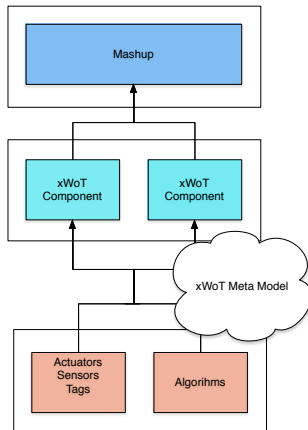 Mashup
xWoT
Component
xWoT
Component
xWoT Meta Model
Actuators
Sensors
Tags
Algorihms